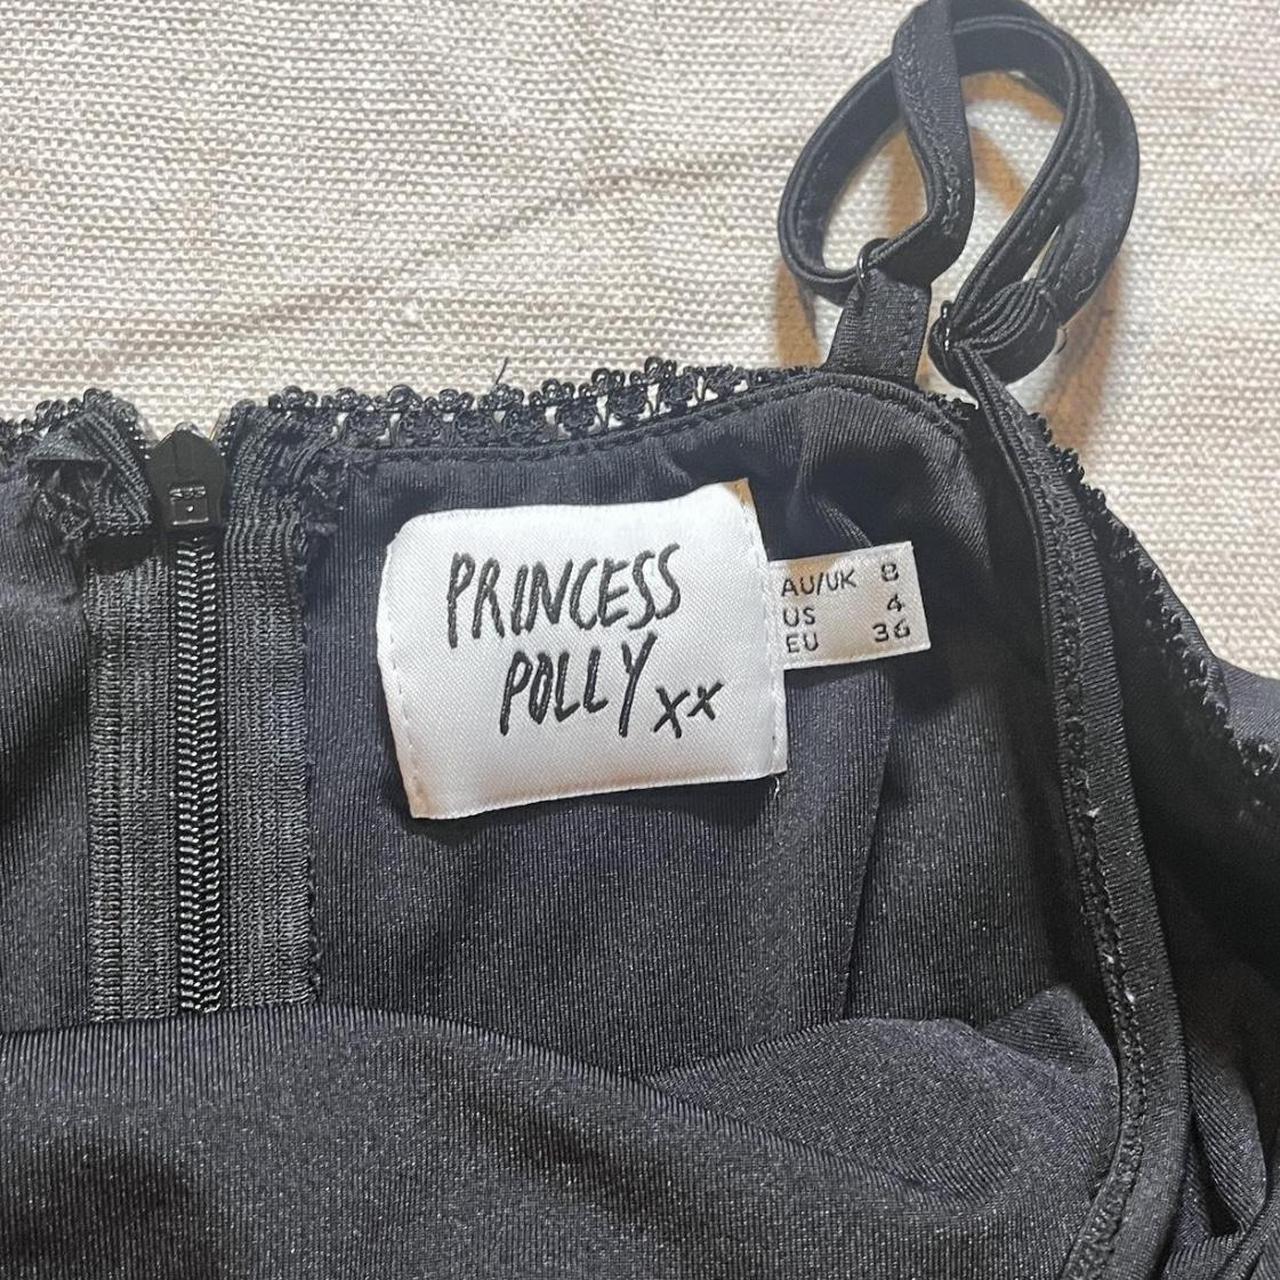 PRINCESS
POLLY xx
AU/UK 8
US 4
EU 36